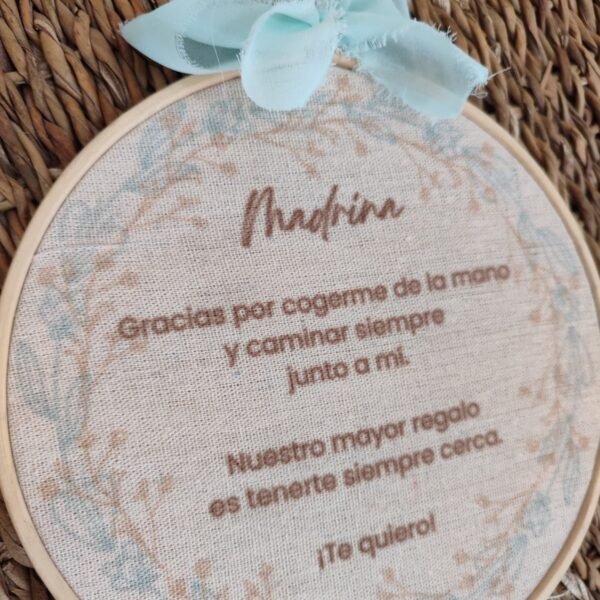 Madrina
Gracias por cogerme de la mano
y caminar siempre
junto a mí.
Nuestro mayor regalo
es tenerte siempre cerca.
¡Te quiero!